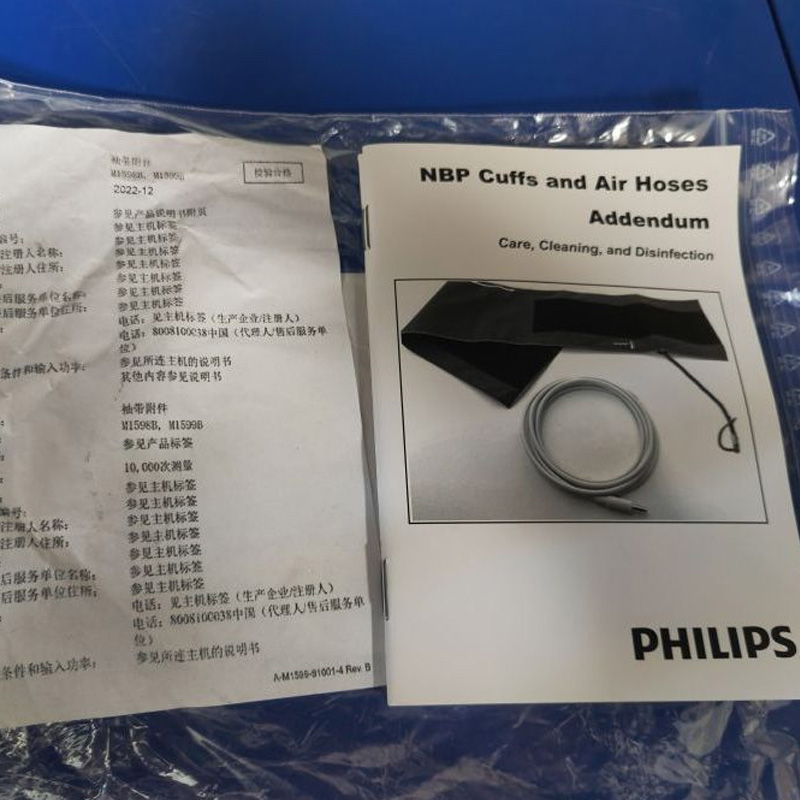 袖带附件
M1598B, M1599B
校验合格
2022-12
参见产品说明书附页
参见主机标签
编号:
参见主机标签
注册人名称:
参见主机标签
注册人住所:
参见主机标签
参见主机标签
后服务单位名称:
参见主机标签
后服务单位住所:
参见主机标签
电话: 见主机标签 (生产企业/注册人)
电话: 8008100038中国 (代理人/售后服务单
位)
参见所连主机的说明书
条件和输入功率:
其他内容参见说明书
袖带附件
M1598B, M1599B
参见产品标签
10,000次测量
参见主机标签
参见主机标签
编号:
参见主机标签
注册人名称:
参见主机标签
注册人住所:
参见主机标签
参见主机标签
后服务单位名称:
参见主机标签
后服务单位住所:
电话: 见主机标签 (生产企业/注册人)
电话: 8008100038中国 (代理人/售后服务单
位)
条件和输入功率:
参见所连主机的说明书
A-M1599-91001-4 Rev. B
NBP Cuffs and Air Hoses
Addendum
Care, Cleaning, and Disinfection
PHILIPS